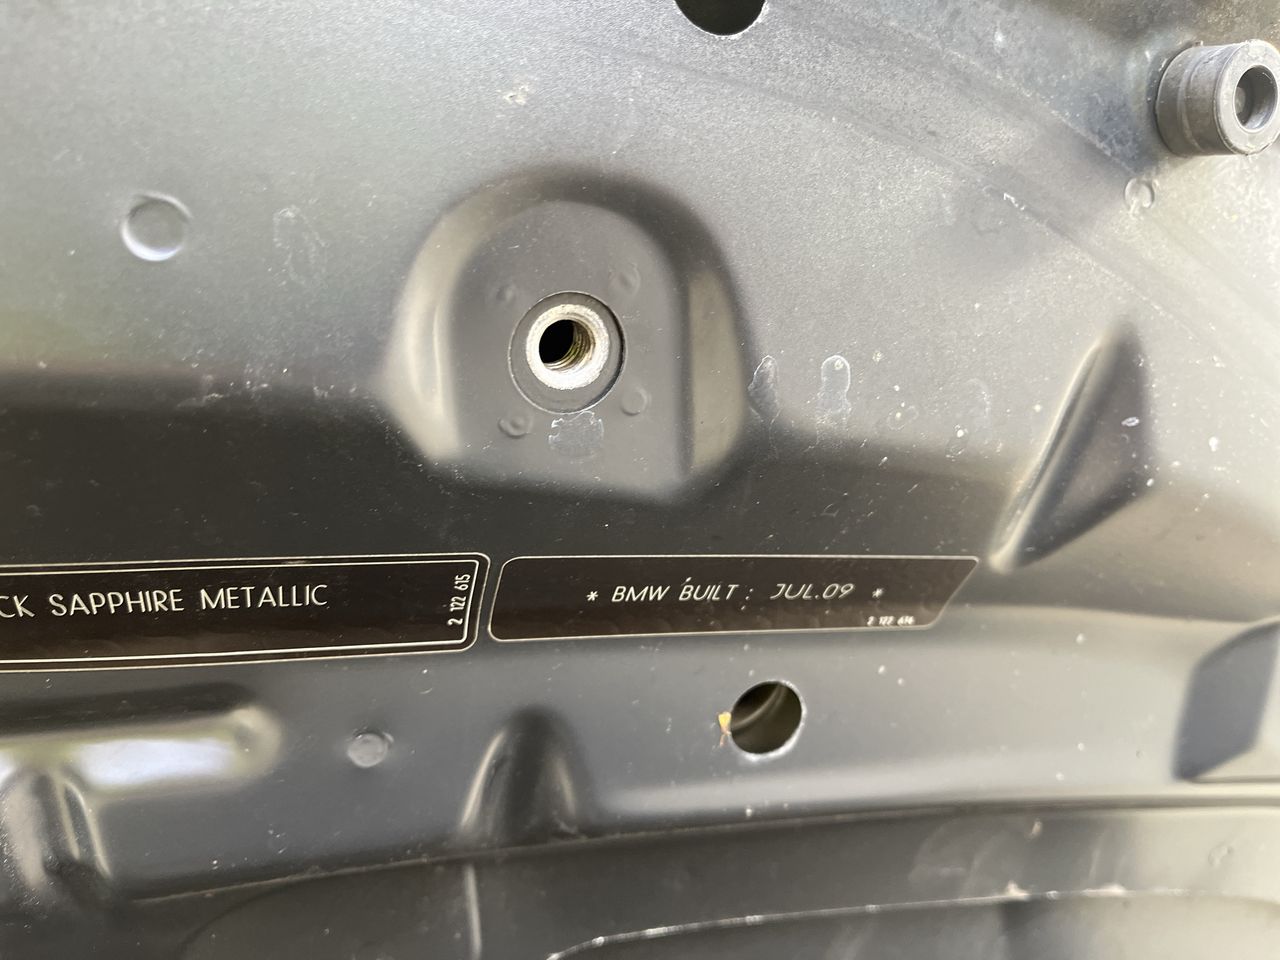 CK SAPPHIRE METALLIC
2 122 615
* BMW BUILT : JUL.09 *
2 122 616